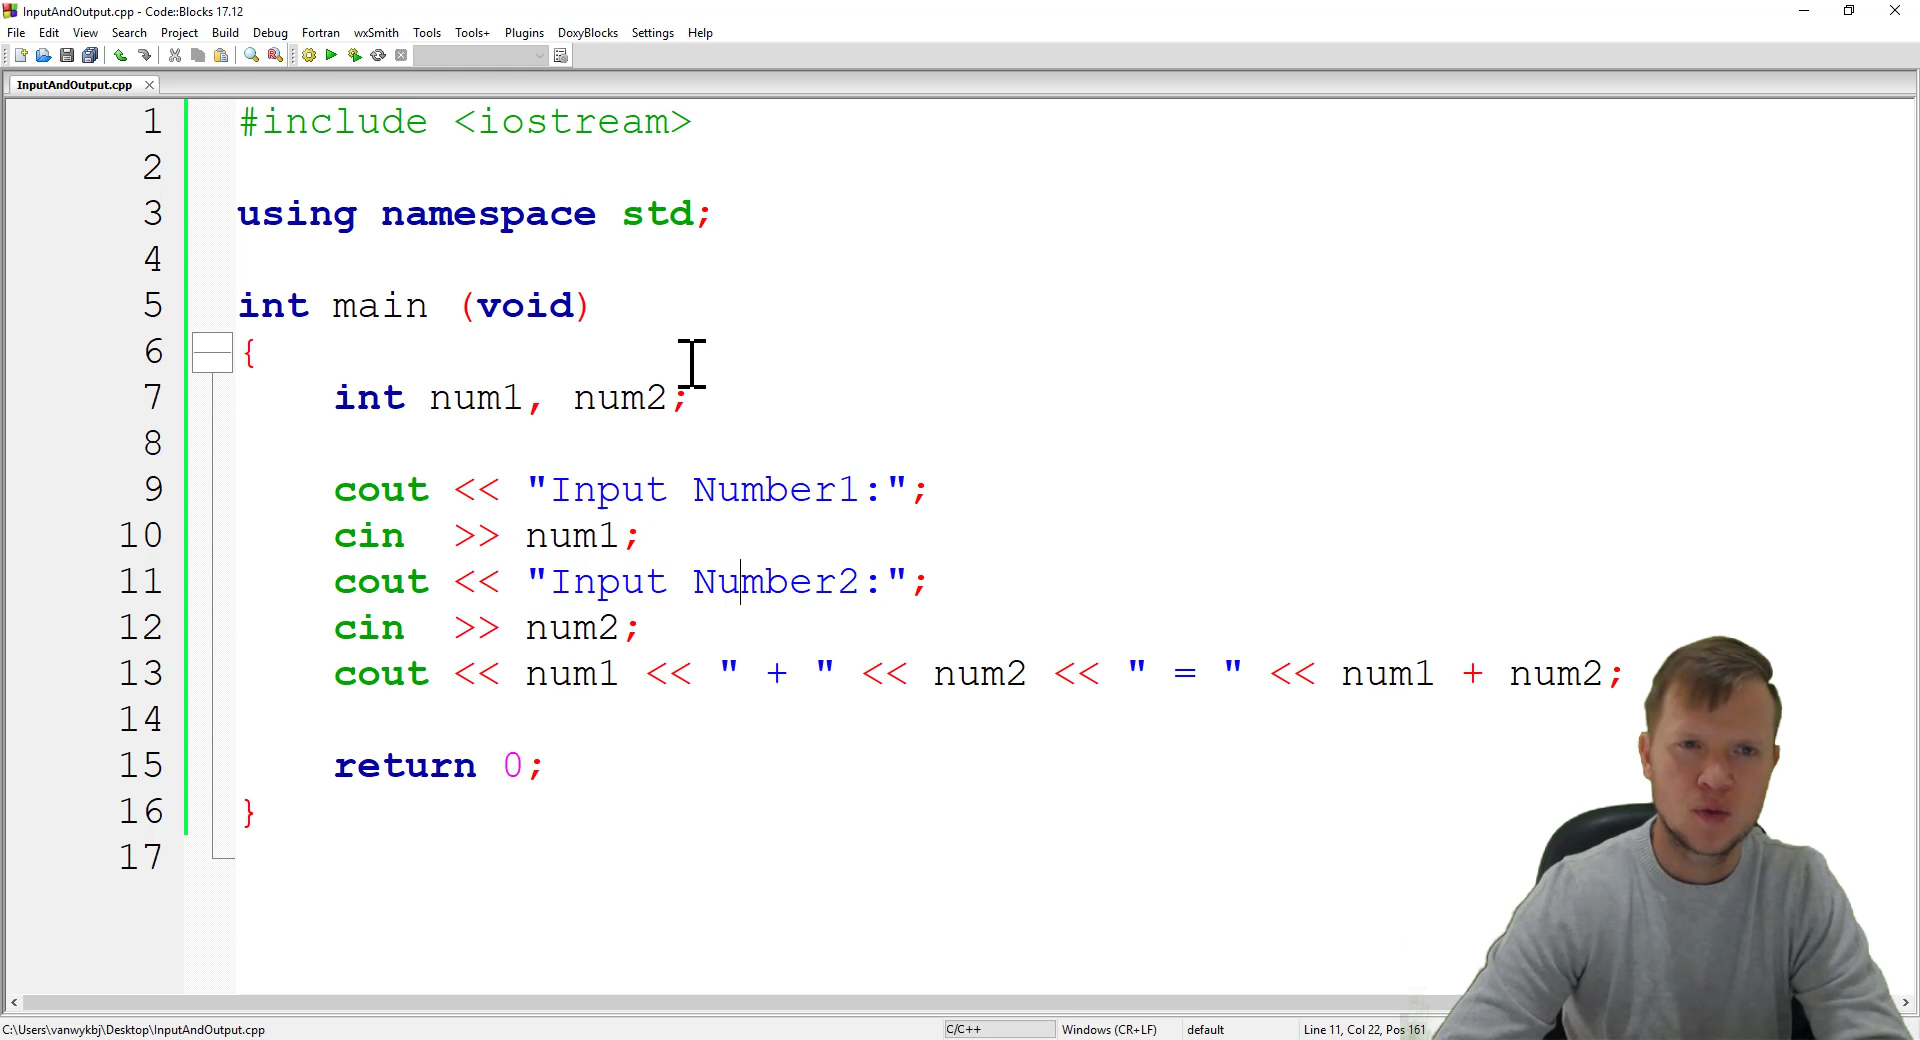 InputAndOutput.cpp - Code::Blocks 17.12
File Edit View Search Project Build Debug Fortran wxSmith Tools Tools+ Plugins DoxyBlocks Settings Help
InputAndOutput.cpp
1 #include <iostream>
2
3 using namespace std;
4
5 int main (void)
6 {
7 int num1, num2;
8
9 cout << "Input Number1:";
10 cin >> num1;
11 cout << "Input Number2:";
12 cin >> num2;
13 cout << num1 << " + " << num2 << " = " << num1 + num2;
14
15 return 0;
16 }
17
C:\Users\vanwykbj\Desktop\InputAndOutput.cpp C/C++ Windows (CR+LF) default Line 11, Col 22, Pos 161